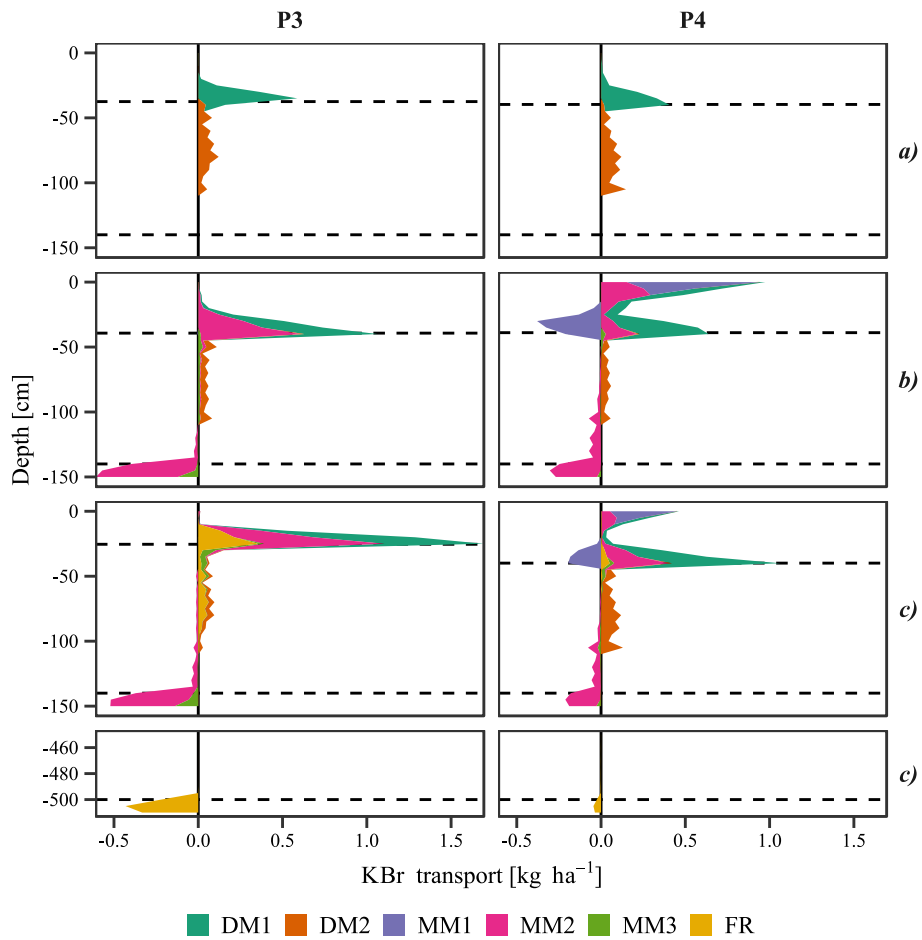 P3 P4
0
-50
-100
-150
a)
0
-50
-100
-150
b)
Depth [cm]
0
-50
-100
-150
c)
-460
-480
-500
c)
-0.5 0.0 0.5 1.0 1.5 -0.5 0.0 0.5 1.0 1.5
KBr transport [kg ha⁻¹]
DM1 DM2 MM1 MM2 MM3 FR